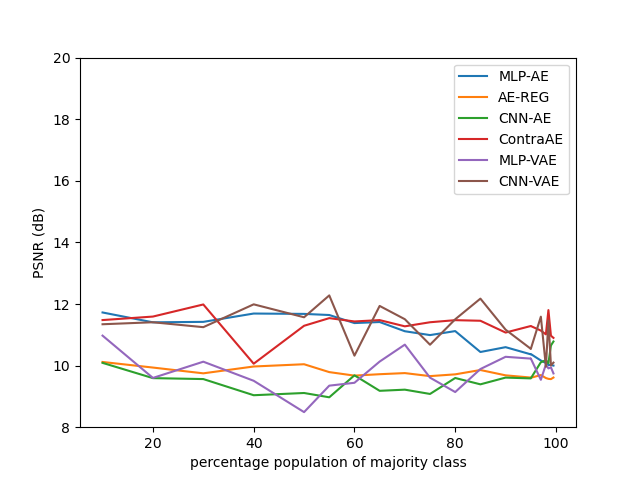 20
18
16
14
12
10
8
PSNR (dB)
MLP-AE
AE-REG
CNN-AE
ContraAE
MLP-VAE
CNN-VAE
20 40 60 80 100
percentage population of majority class